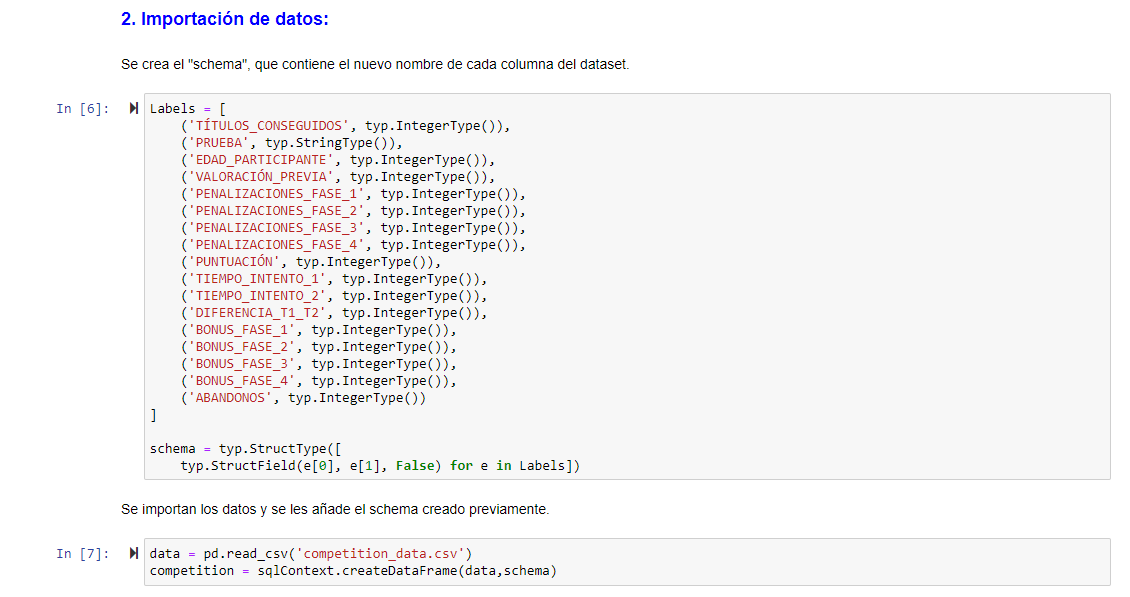 2. Importación de datos:
Se crea el "schema", que contiene el nuevo nombre de cada columna del dataset.
In [6]: Labels = [
('TÍTULOS_CONSEGUIDOS', typ.IntegerType()),
('PRUEBA', typ.StringType()),
('EDAD_PARTICIPANTE', typ.IntegerType()),
('VALORACIÓN_PREVIA', typ.IntegerType()),
('PENALIZACIONES_FASE_1', typ.IntegerType()),
('PENALIZACIONES_FASE_2', typ.IntegerType()),
('PENALIZACIONES_FASE_3', typ.IntegerType()),
('PENALIZACIONES_FASE_4', typ.IntegerType()),
('PUNTUACIÓN', typ.IntegerType()),
('TIEMPO_INTENTO_1', typ.IntegerType()),
('TIEMPO_INTENTO_2', typ.IntegerType()),
('DIFERENCIA_T1_T2', typ.IntegerType()),
('BONUS_FASE_1', typ.IntegerType()),
('BONUS_FASE_2', typ.IntegerType()),
('BONUS_FASE_3', typ.IntegerType()),
('BONUS_FASE_4', typ.IntegerType()),
('ABANDONOS', typ.IntegerType())
]
schema = typ.StructType([
typ.StructField(e[0], e[1], False) for e in Labels])
Se importan los datos y se les añade el schema creado previamente.
In [7]: data = pd.read_csv('competition_data.csv')
competition = sqlContext.createDataFrame(data,schema)